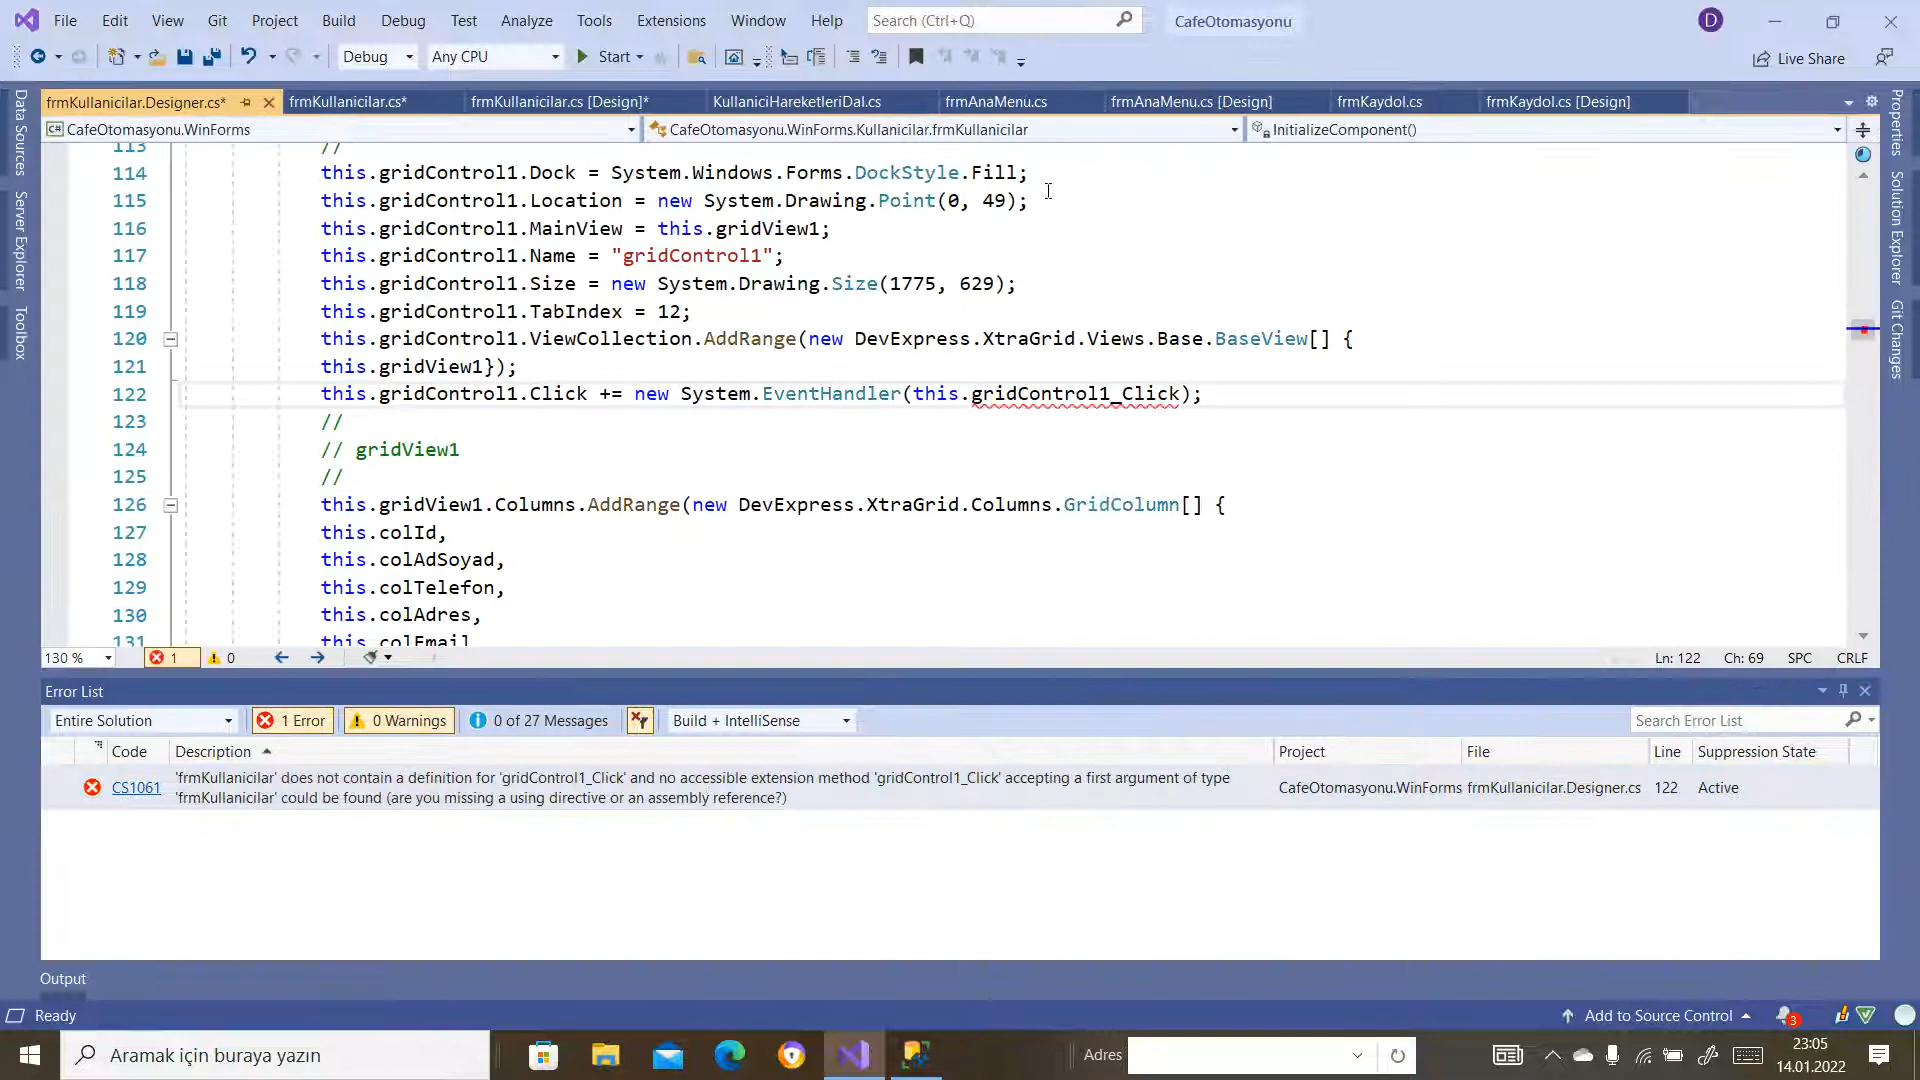 File Edit View Git Project Build Debug Test Analyze Tools Extensions Window Help Search (Ctrl+Q) CafeOtomasyonu D
Debug Any CPU Start Live Share
frmKullanicilar.Designer.cs* frmKullanicilar.cs* frmKullanicilar.cs [Design]* KullaniciHareketleriDal.cs frmAnaMenu.cs frmAnaMenu.cs [Design] frmKaydol.cs frmKaydol.cs [Design]
C# CafeOtomasyonu.WinForms CafeOtomasyonu.WinForms.Kullanicilar.frmKullanicilar InitializeComponent()
Data Sources
Server Explorer
Toolbox
Properties
Solution Explorer
Git Changes
113 //
114 this.gridControl1.Dock = System.Windows.Forms.DockStyle.Fill;
115 this.gridControl1.Location = new System.Drawing.Point(0, 49);
116 this.gridControl1.MainView = this.gridView1;
117 this.gridControl1.Name = "gridControl1";
118 this.gridControl1.Size = new System.Drawing.Size(1775, 629);
119 this.gridControl1.TabIndex = 12;
120 this.gridControl1.ViewCollection.AddRange(new DevExpress.XtraGrid.Views.Base.BaseView[] {
121 this.gridView1});
122 this.gridControl1.Click += new System.EventHandler(this.gridControl1_Click);
123 //
124 // gridView1
125 //
126 this.gridView1.Columns.AddRange(new DevExpress.XtraGrid.Columns.GridColumn[] {
127 this.colId,
128 this.colAdSoyad,
129 this.colTelefon,
130 this.colAdres,
131 this.colEmail
130 % 1 0 Ln: 122 Ch: 69 SPC CRLF
Error List
Entire Solution 1 Error 0 Warnings 0 of 27 Messages Build + IntelliSense Search Error List
Code Description Project File Line Suppression State
CS1061 'frmKullanicilar' does not contain a definition for 'gridControl1_Click' and no accessible extension method 'gridControl1_Click' accepting a first argument of type
'frmKullanicilar' could be found (are you missing a using directive or an assembly reference?) CafeOtomasyonu.WinForms frmKullanicilar.Designer.cs 122 Active
Output
Ready Add to Source Control 3
Aramak için buraya yazın Adres 23:05
14.01.2022